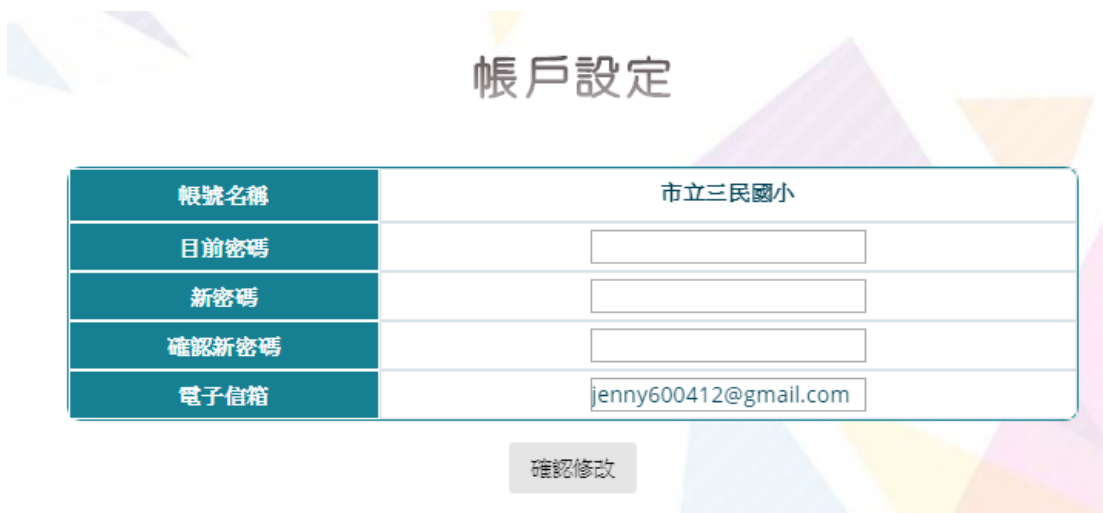 帳戶設定
帳號名稱 市立三民國小
目前密碼
新密碼
確認新密碼
電子信箱 jenny600412@gmail.com
確認修改